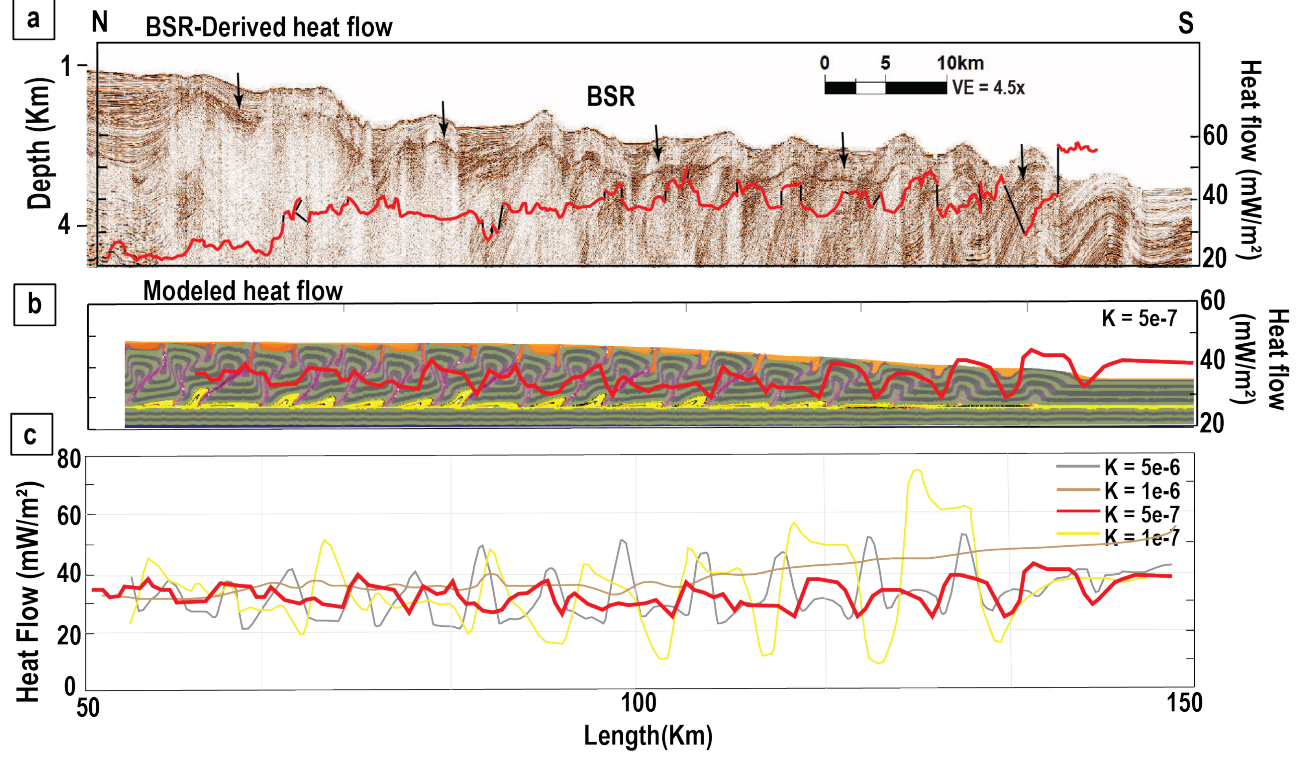 a
N
BSR-Derived heat flow
S
1
4
Depth (Km)
BSR
0 5 10km
VE = 4.5x
60
40
20
Heat flow (mW/m²)
b
Modeled heat flow
K = 5e-7
60
40
20
Heat flow
(mW/m²)
c
80
60
40
20
0
Heat Flow (mW/m²)
K = 5e-6
K = 1e-6
K = 5e-7
K = 1e-7
50 100 150
Length(Km)